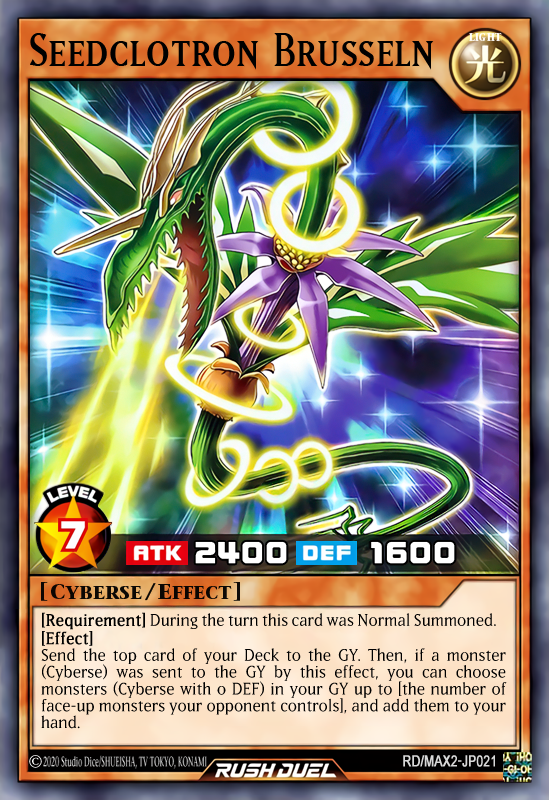 SEEDCLOTRON BRUSSELN
LIGHT
光
LEVEL
7
ATK 2400 DEF 1600
[CYBERSE/EFFECT]
[Requirement] During the turn this card was Normal Summoned.
[Effect]
Send the top card of your Deck to the GY. Then, if a monster
(Cyberse) was sent to the GY by this effect, you can choose
monsters (Cyberse with 0 DEF) in your GY up to [the number of
face-up monsters your opponent controls], and add them to your
hand.
©2020 Studio Dice/SHUEISHA, TV TOKYO, KONAMI
RUSH DUEL
RD/MAX2-JP021